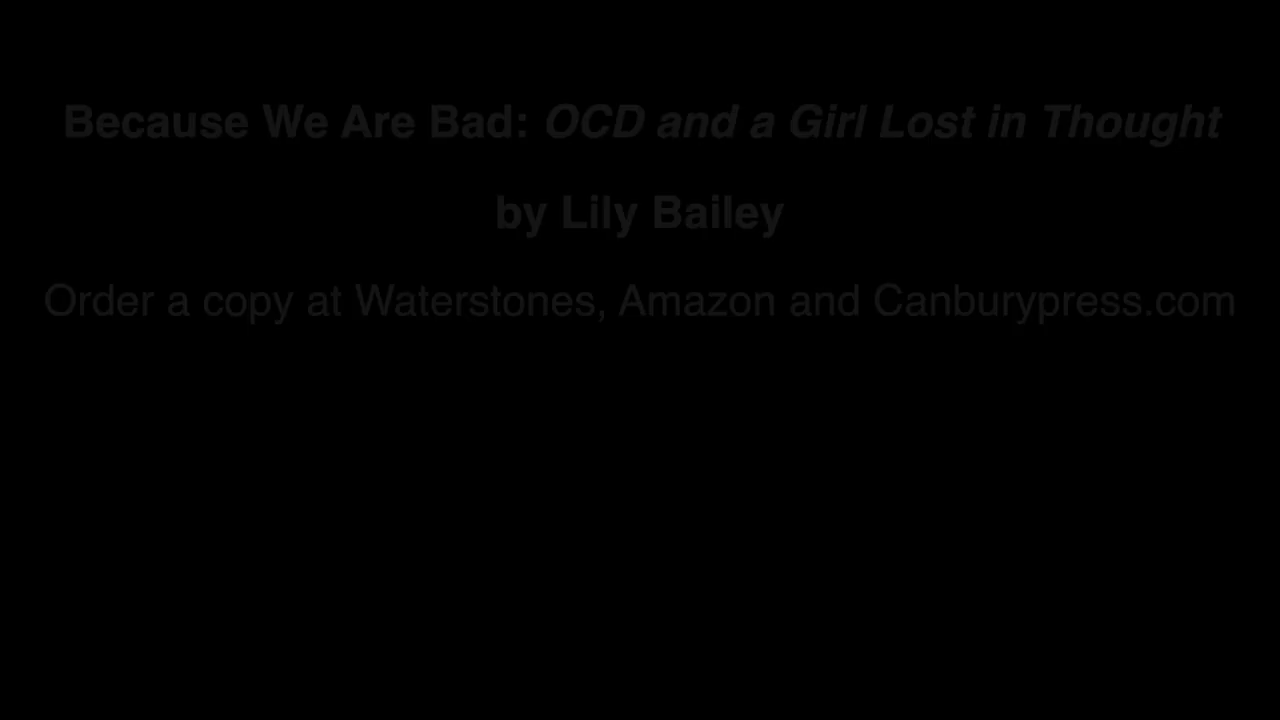 Because We Are Bad: OCD and a Girl Lost in Thought
by Lily Bailey
Order a copy at Waterstones, Amazon and Canburypress.com